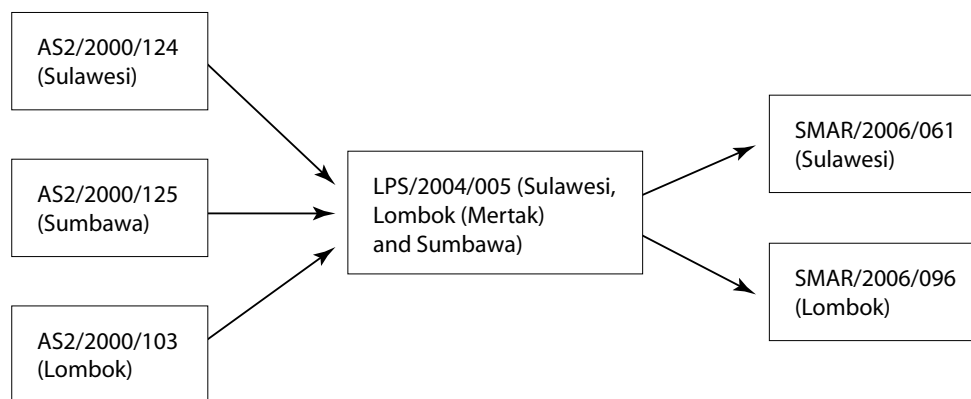 AS2/2000/124
(Sulawesi)
AS2/2000/125
(Sumbawa)
AS2/2000/103
(Lombok)
LPS/2004/005 (Sulawesi,
Lombok (Mertak)
and Sumbawa)
SMAR/2006/061
(Sulawesi)
SMAR/2006/096
(Lombok)